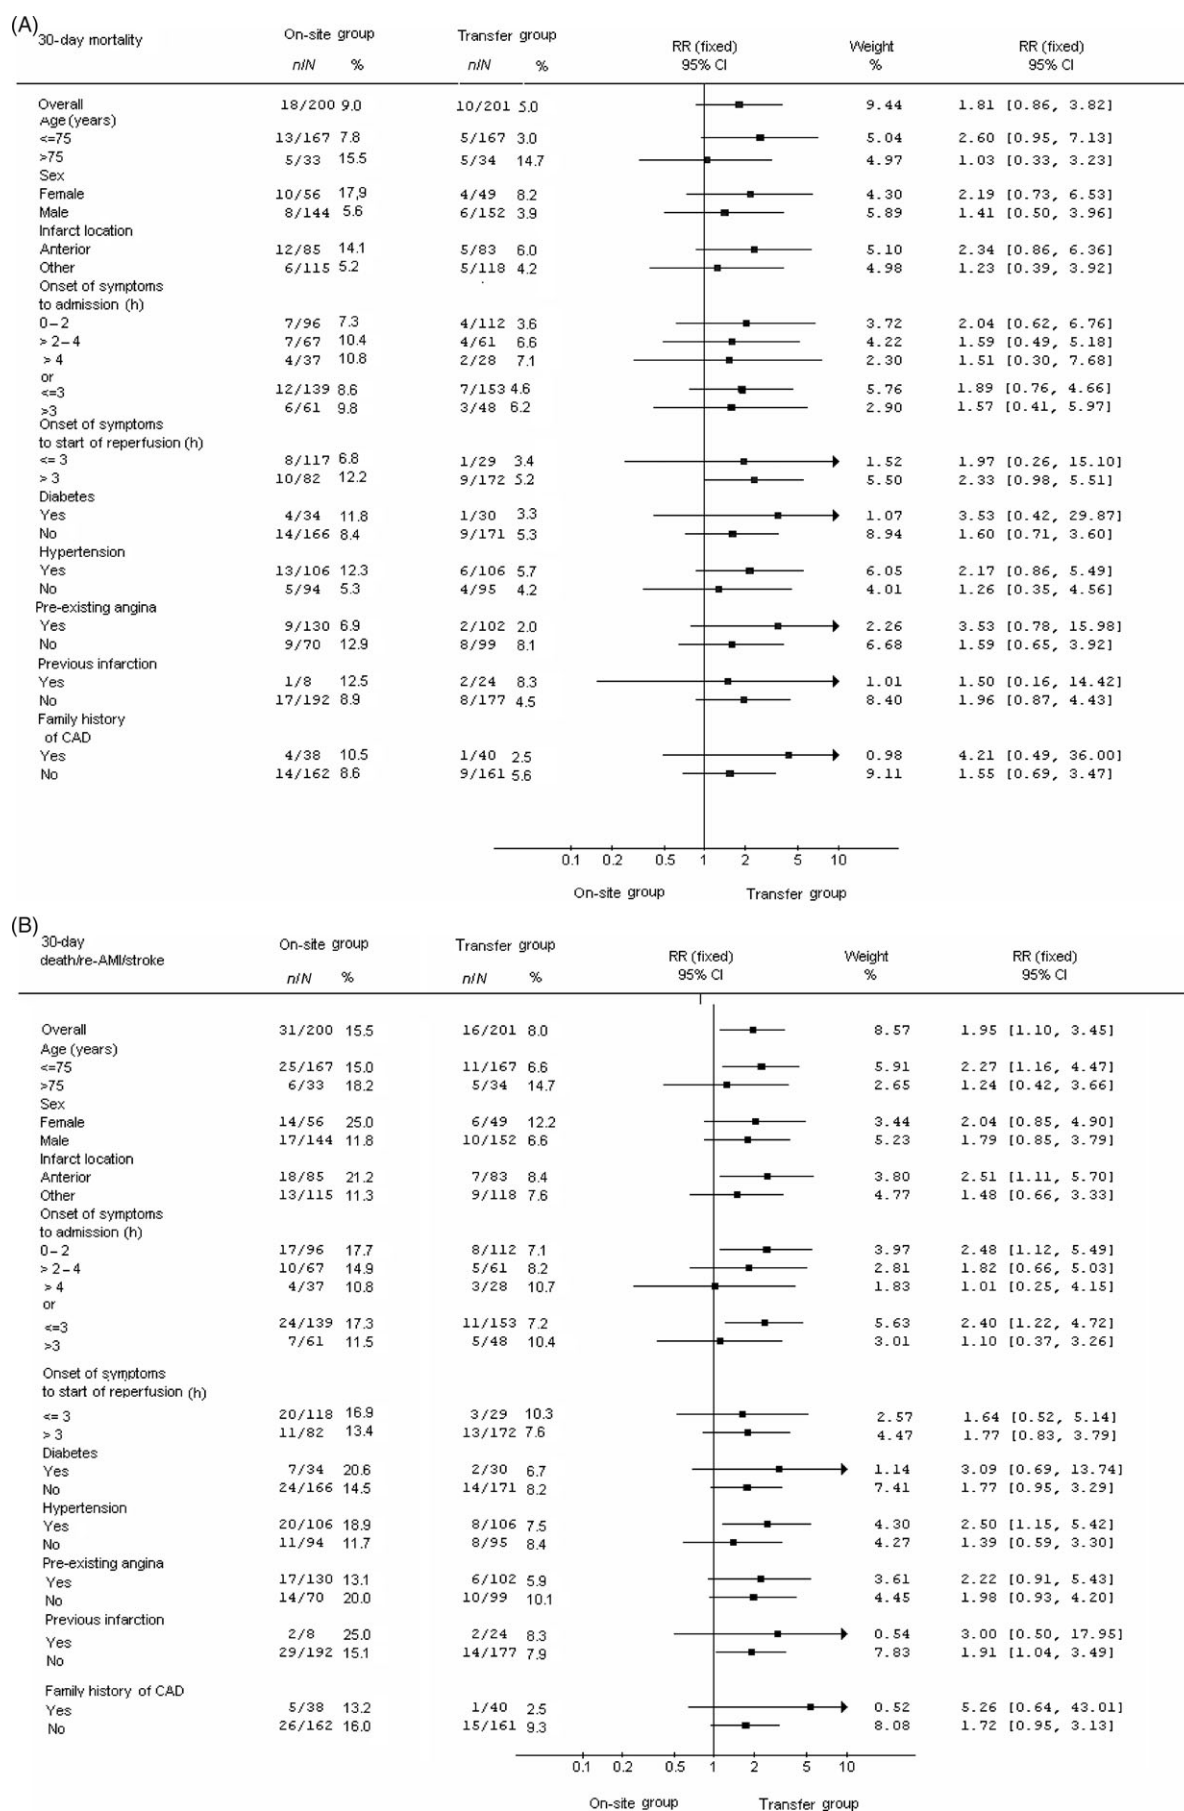 (A)
30-day mortality On-site group Transfer group RR (fixed) Weight RR (fixed)
n/N % n/N % 95% CI % 95% CI
Overall 18/200 9.0 10/201 5.0 9.44 1.81 [0.86, 3.82]
Age (years)
<=75 13/167 7.8 5/167 3.0 5.04 2.60 [0.95, 7.13]
>75 5/33 15.5 5/34 14.7 4.97 1.03 [0.33, 3.23]
Sex
Female 10/56 17,9 4/49 8.2 4.30 2.19 [0.73, 6.53]
Male 8/144 5.6 6/152 3.9 5.89 1.41 [0.50, 3.96]
Infarct location
Anterior 12/85 14.1 5/83 6.0 5.10 2.34 [0.86, 6.36]
Other 6/115 5.2 5/118 4.2 4.98 1.23 [0.39, 3.92]
Onset of symptoms
to admission (h)
0–2 7/96 7.3 4/112 3.6 3.72 2.04 [0.62, 6.76]
> 2–4 7/67 10.4 4/61 6.6 4.22 1.59 [0.49, 5.18]
> 4 4/37 10.8 2/28 7.1 2.30 1.51 [0.30, 7.68]
or
<=3 12/139 8.6 7/153 4.6 5.76 1.89 [0.76, 4.66]
>3 6/61 9.8 3/48 6.2 2.90 1.57 [0.41, 5.97]
Onset of symptoms
to start of reperfusion (h)
<= 3 8/117 6.8 1/29 3.4 1.52 1.97 [0.26, 15.10]
> 3 10/82 12.2 9/172 5.2 5.50 2.33 [0.98, 5.51]
Diabetes
Yes 4/34 11.8 1/30 3.3 1.07 3.53 [0.42, 29.87]
No 14/166 8.4 9/171 5.3 8.94 1.60 [0.71, 3.60]
Hypertension
Yes 13/106 12.3 6/106 5.7 6.05 2.17 [0.86, 5.49]
No 5/94 5.3 4/95 4.2 4.01 1.26 [0.35, 4.56]
Pre-existing angina
Yes 9/130 6.9 2/102 2.0 2.26 3.53 [0.78, 15.98]
No 9/70 12.9 8/99 8.1 6.68 1.59 [0.65, 3.92]
Previous infarction
Yes 1/8 12.5 2/24 8.3 1.01 1.50 [0.16, 14.42]
No 17/192 8.9 8/177 4.5 8.40 1.96 [0.87, 4.43]
Family history
of CAD
Yes 4/38 10.5 1/40 2.5 0.98 4.21 [0.49, 36.00]
No 14/162 8.6 9/161 5.6 9.11 1.55 [0.69, 3.47]
0.1 0.2 0.5 1 2 5 10
On-site group Transfer group
(B)
30-day On-site group Transfer group RR (fixed) Weight RR (fixed)
death/re-AMI/stroke n/N % n/N % 95% CI % 95% CI
Overall 31/200 15.5 16/201 8.0 8.57 1.95 [1.10, 3.45]
Age (years)
<=75 25/167 15.0 11/167 6.6 5.91 2.27 [1.16, 4.47]
>75 6/33 18.2 5/34 14.7 2.65 1.24 [0.42, 3.66]
Sex
Female 14/56 25.0 6/49 12.2 3.44 2.04 [0.85, 4.90]
Male 17/144 11.8 10/152 6.6 5.23 1.79 [0.85, 3.79]
Infarct location
Anterior 18/85 21.2 7/83 8.4 3.80 2.51 [1.11, 5.70]
Other 13/115 11.3 9/118 7.6 4.77 1.48 [0.66, 3.33]
Onset of symptoms
to admission (h)
0–2 17/96 17.7 8/112 7.1 3.97 2.48 [1.12, 5.49]
> 2–4 10/67 14.9 5/61 8.2 2.81 1.82 [0.66, 5.03]
> 4 4/37 10.8 3/28 10.7 1.83 1.01 [0.25, 4.15]
or
<=3 24/139 17.3 11/153 7.2 5.63 2.40 [1.22, 4.72]
>3 7/61 11.5 5/48 10.4 3.01 1.10 [0.37, 3.26]
Onset of symptoms
to start of reperfusion (h)
<= 3 20/118 16.9 3/29 10.3 2.57 1.64 [0.52, 5.14]
> 3 11/82 13.4 13/172 7.6 4.47 1.77 [0.83, 3.79]
Diabetes
Yes 7/34 20.6 2/30 6.7 1.14 3.09 [0.69, 13.74]
No 24/166 14.5 14/171 8.2 7.41 1.77 [0.95, 3.29]
Hypertension
Yes 20/106 18.9 8/106 7.5 4.30 2.50 [1.15, 5.42]
No 11/94 11.7 8/95 8.4 4.27 1.39 [0.59, 3.30]
Pre-existing angina
Yes 17/130 13.1 6/102 5.9 3.61 2.22 [0.91, 5.43]
No 14/70 20.0 10/99 10.1 4.45 1.98 [0.93, 4.20]
Previous infarction
Yes 2/8 25.0 2/24 8.3 0.54 3.00 [0.50, 17.95]
No 29/192 15.1 14/177 7.9 7.83 1.91 [1.04, 3.49]
Family history of CAD
Yes 5/38 13.2 1/40 2.5 0.52 5.26 [0.64, 43.01]
No 26/162 16.0 15/161 9.3 8.08 1.72 [0.95, 3.13]
0.1 0.2 0.5 1 2 5 10
On-site group Transfer group